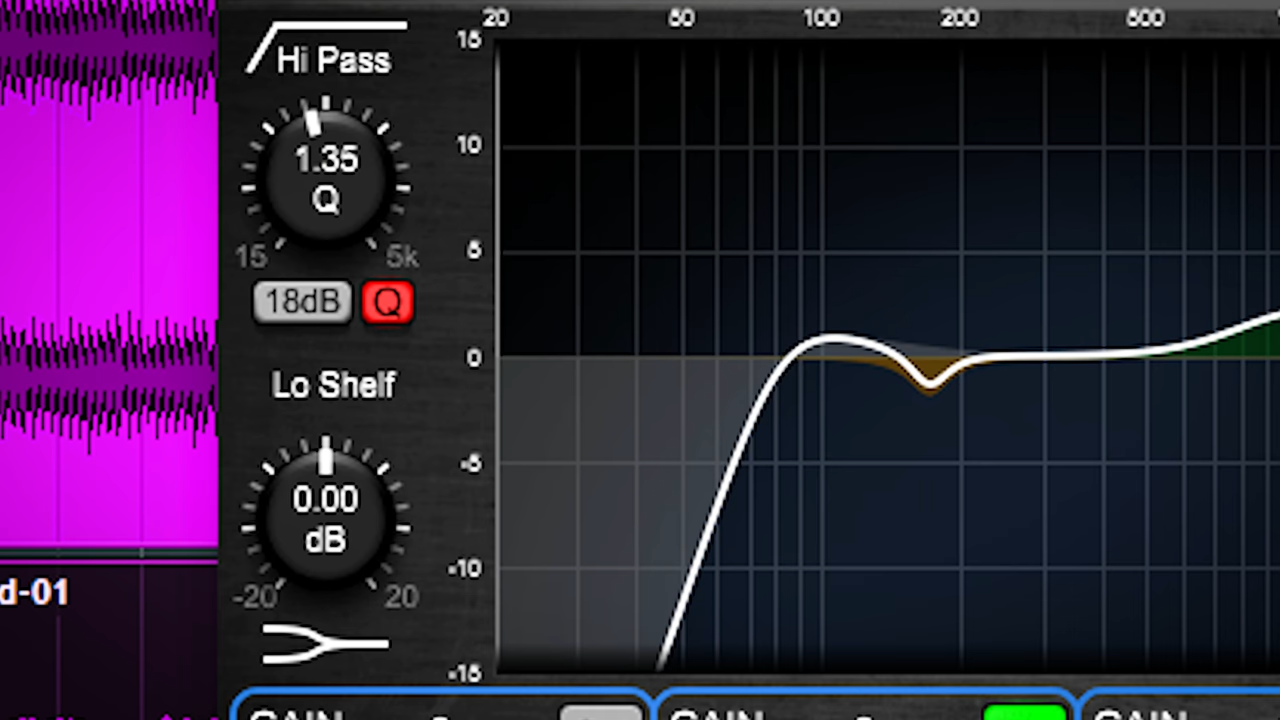 Hi Pass
1.35
Q
15 5k
18dB Q
Lo Shelf
0.00
dB
-20 20
20 50 100 200 500
15
10
5
0
-5
-10
-15
d-01
GAIN
GAIN
GAIN